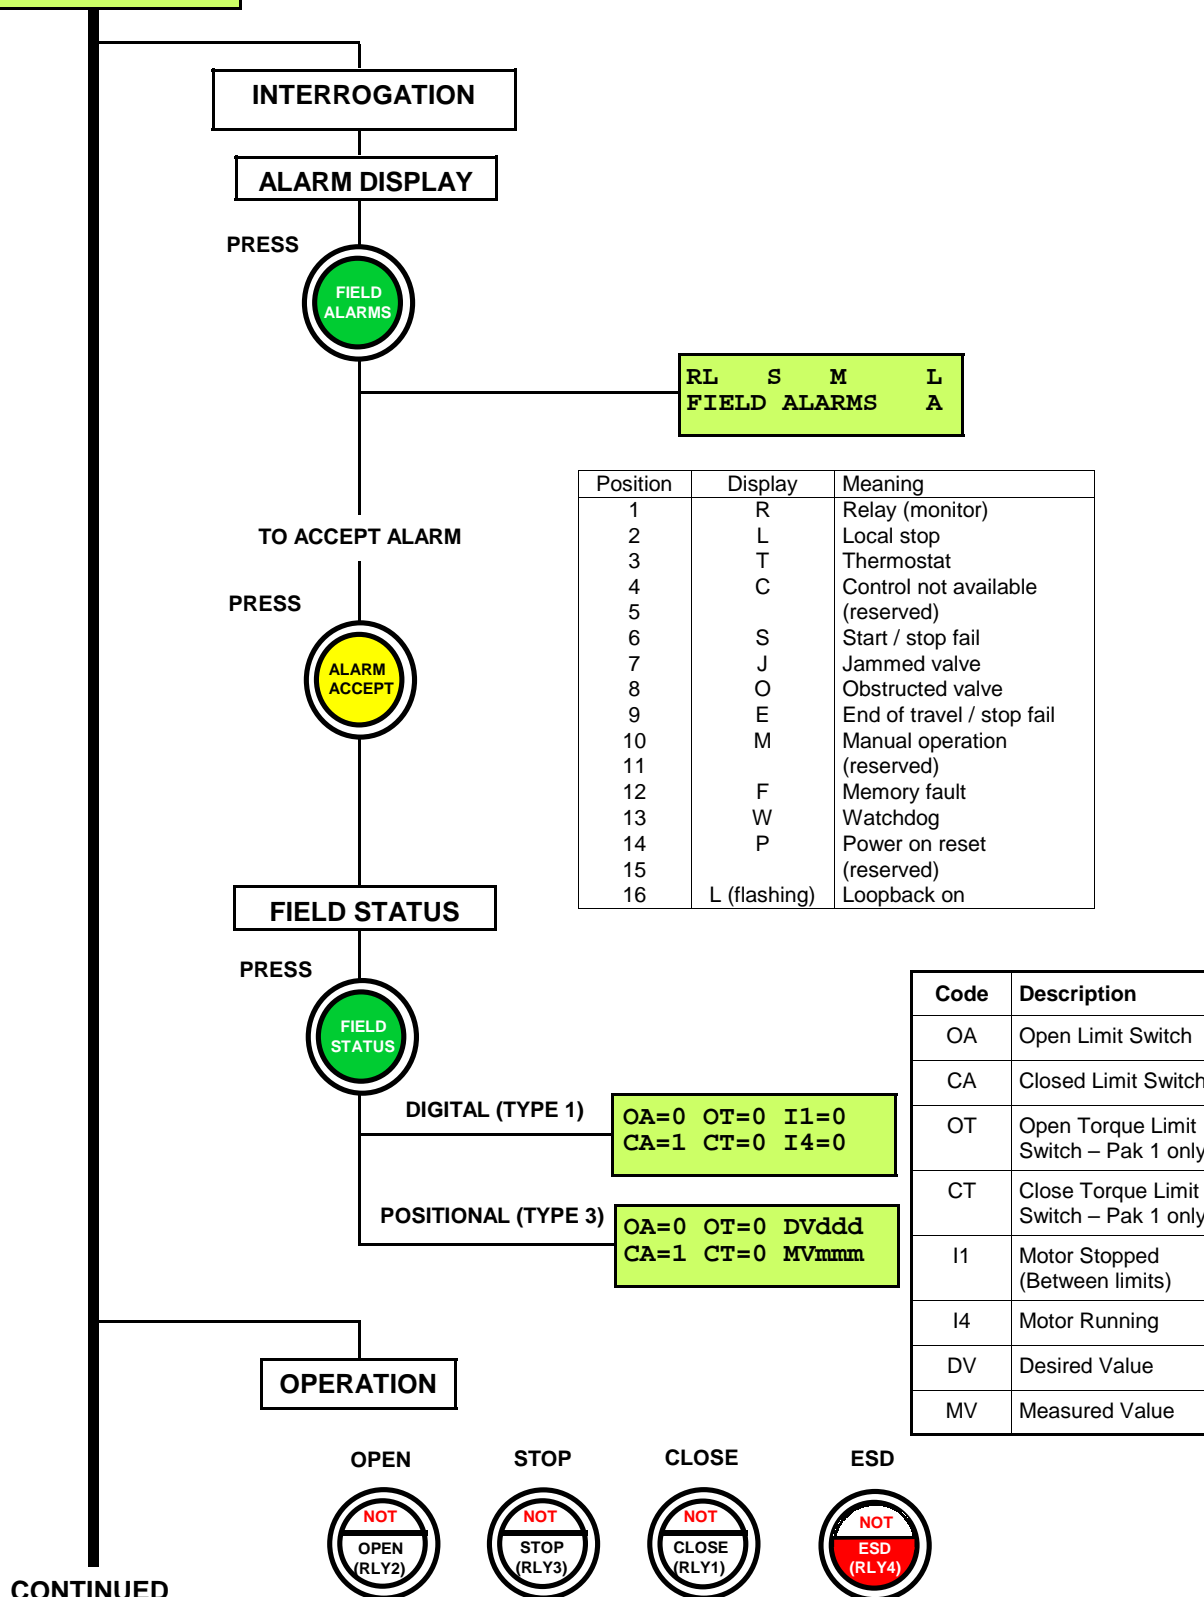 INTERROGATION
ALARM DISPLAY
PRESS
FIELD
ALARMS
RL S M L
FIELD ALARMS A
Position Display Meaning
1 R Relay (monitor)
2 L Local stop
3 T Thermostat
4 C Control not available
5 (reserved)
6 S Start / stop fail
7 J Jammed valve
8 O Obstructed valve
9 E End of travel / stop fail
10 M Manual operation
11 (reserved)
12 F Memory fault
13 W Watchdog
14 P Power on reset
15 (reserved)
16 L (flashing) Loopback on
TO ACCEPT ALARM
PRESS
ALARM
ACCEPT
FIELD STATUS
PRESS
FIELD
STATUS
DIGITAL (TYPE 1)
OA=0 OT=0 I1=0
CA=1 CT=0 I4=0
POSITIONAL (TYPE 3)
OA=0 OT=0 DVddd
CA=1 CT=0 MVmmm
Code Description
OA Open Limit Switch
CA Closed Limit Switch
OT Open Torque Limit
Switch – Pak 1 only
CT Close Torque Limit
Switch – Pak 1 only
I1 Motor Stopped
(Between limits)
I4 Motor Running
DV Desired Value
MV Measured Value
OPERATION
OPEN STOP CLOSE ESD
NOT NOT NOT NOT
OPEN STOP CLOSE ESD
(RLY2) (RLY3) (RLY1) (RLY4)
CONTINUED